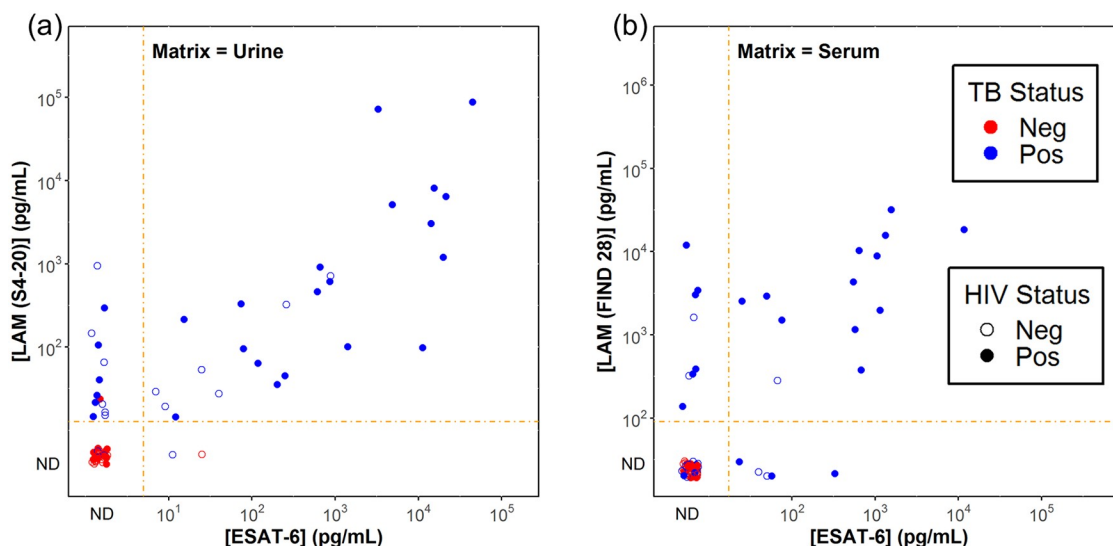 (a)
Matrix = Urine
[LAM (S4-20)] (pg/mL)
10^5
10^4
10^3
10^2
ND
ND
10^1
10^2
10^3
10^4
10^5
[ESAT-6] (pg/mL)
(b)
Matrix = Serum
[LAM (FIND 28)] (pg/mL)
10^6
10^5
10^4
10^3
10^2
ND
ND
10^2
10^3
10^4
10^5
[ESAT-6] (pg/mL)
TB Status
Neg
Pos
HIV Status
Neg
Pos